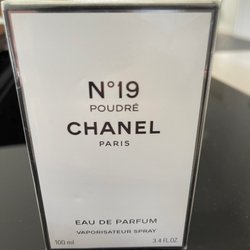 N°19
POUDRÉ
CHANEL
PARIS
EAU DE PARFUM
VAPORISATEUR SPRAY
100 ml 3.4 FL.OZ.